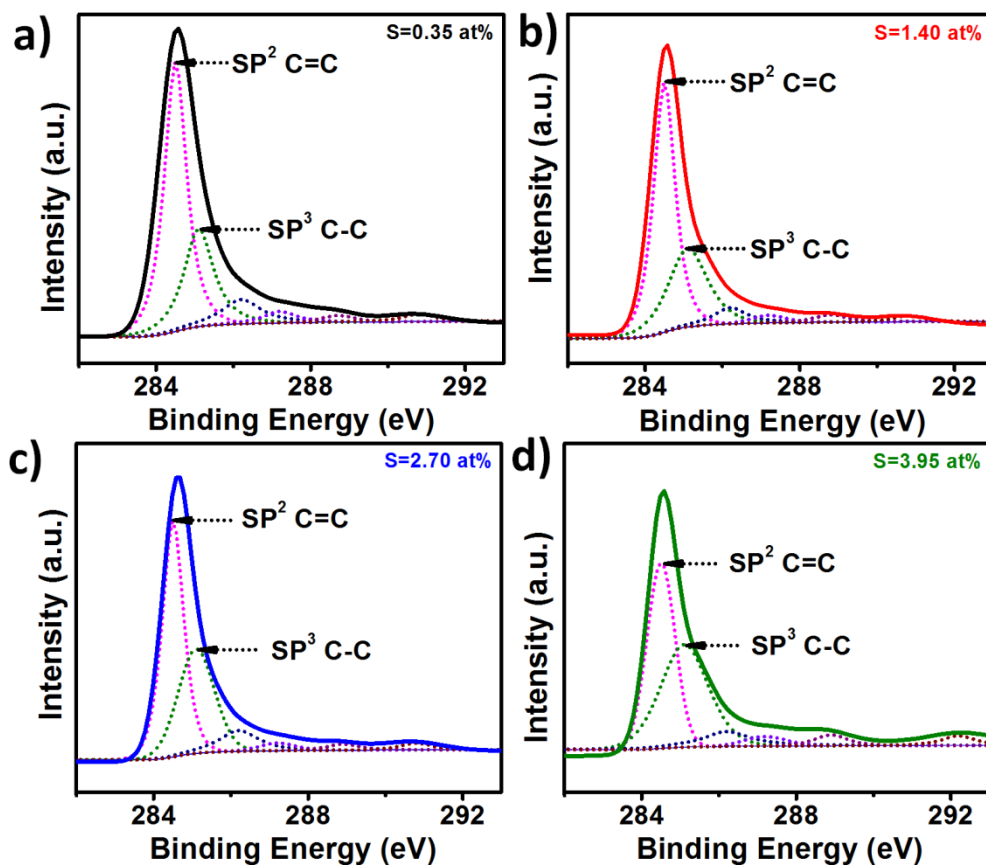 a)
S=0.35 at%
SP² C=C
SP³ C-C
Intensity (a.u.)
284 288 292
Binding Energy (eV)
b)
S=1.40 at%
SP² C=C
SP³ C-C
Intensity (a.u.)
284 288 292
Binding Energy (eV)
c)
S=2.70 at%
SP² C=C
SP³ C-C
Intensity (a.u.)
284 288 292
Binding Energy (eV)
d)
S=3.95 at%
SP² C=C
SP³ C-C
Intensity (a.u.)
284 288 292
Binding Energy (eV)